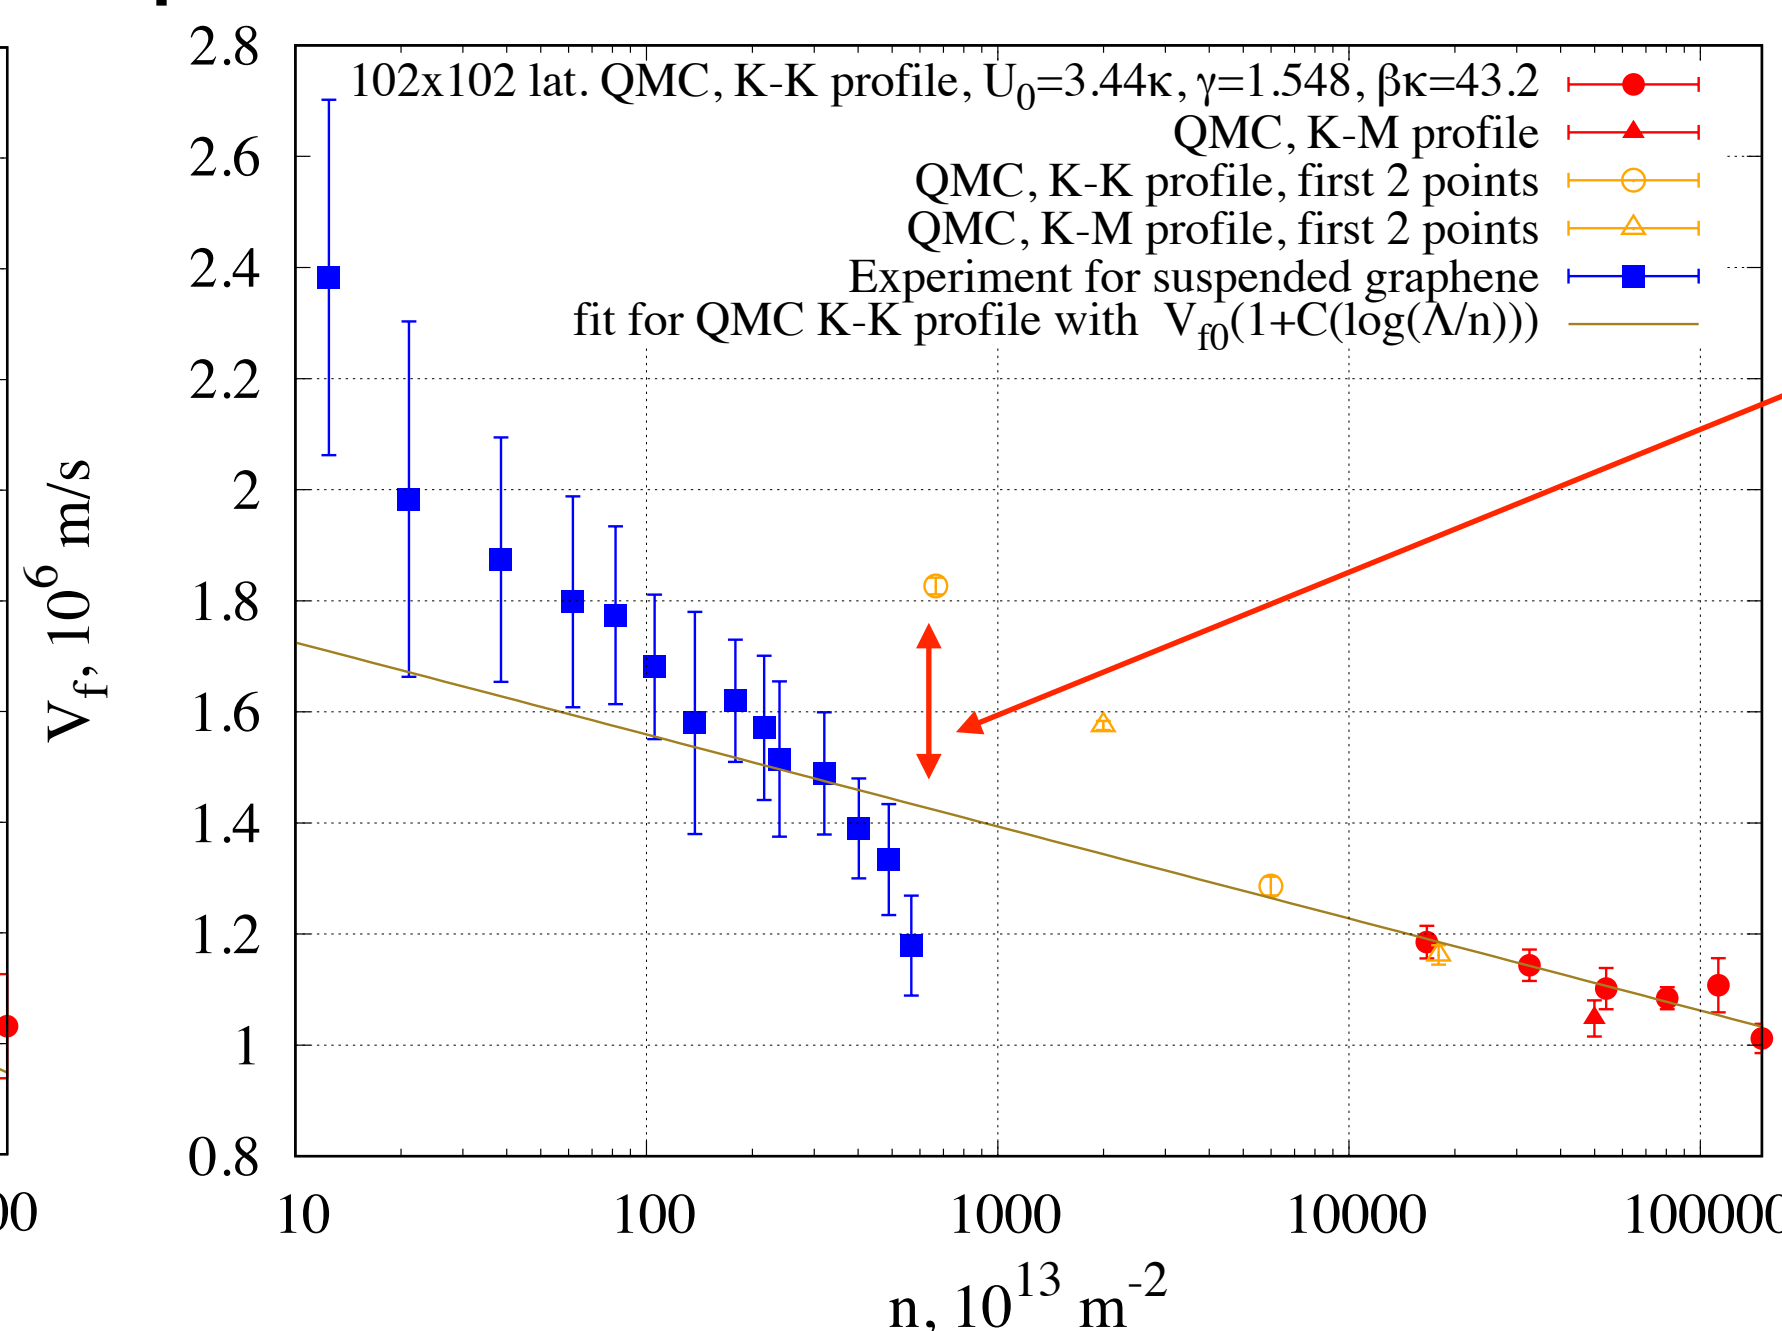 102x102 lat. QMC, K-K profile, U0=3.44κ, γ=1.548, βκ=43.2
QMC, K-M profile
QMC, K-K profile, first 2 points
QMC, K-M profile, first 2 points
Experiment for suspended graphene
fit for QMC K-K profile with Vf0(1+C(log(Λ/n)))
2.8
2.6
2.4
2.2
2
1.8
1.6
1.4
1.2
1
0.8
Vf, 10^6 m/s
00
10
100
1000
10000
100000
n, 10^13 m^-2